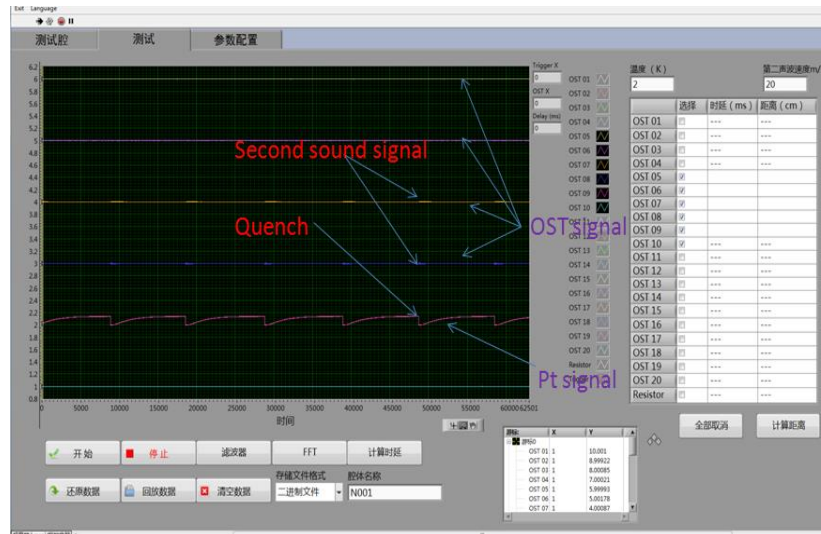 Exit Language
测试腔 测试 参数配置
6.2
6
5.8
5.6
5.4
5.2
5
4.8
4.6
4.4
4.2
4
3.8
3.6
3.4
3.2
3
2.8
2.6
2.4
2.2
2
1.8
1.6
1.4
1.2
1
0.8
0 5000 10000 15000 20000 25000 30000 35000 40000 45000 50000 55000 60000 62501
时间
Second sound signal
Quench
OST signal
Pt signal
Trigger X
0
OST X
0
Delay (ms)
0
OST 01
OST 02
OST 03
OST 04
OST 05
OST 06
OST 07
OST 08
OST 09
OST 10
OST 13
OST 14
OST 15
OST 16
OST 17
OST 18
OST 19
OST 20
Resistor
温度（K） 第二声波速度m/
2 20
选择 时延（ms） 距离（cm）
OST 01 --- ---
OST 02 --- ---
OST 03 --- ---
OST 04 --- ---
OST 05
OST 06
OST 07
OST 08
OST 09
OST 10 --- ---
OST 11 --- ---
OST 12 --- ---
OST 13 --- ---
OST 14 --- ---
OST 15 --- ---
OST 16 --- ---
OST 17 --- ---
OST 18 --- ---
OST 19 --- ---
OST 20 --- ---
Resistor --- ---
全部取消 计算距离
开始 停止 滤波器 FFT 计算时延
存储文件格式 腔体名称
还原数据 回放数据 清空数据 二进制文件 N001
游标: X Y
游标0
OST 01 1 10.001
OST 02 1 8.99922
OST 03 1 8.00085
OST 04 1 7.00021
OST 05 1 5.99993
OST 06 1 5.00178
OST 07 1 4.00087